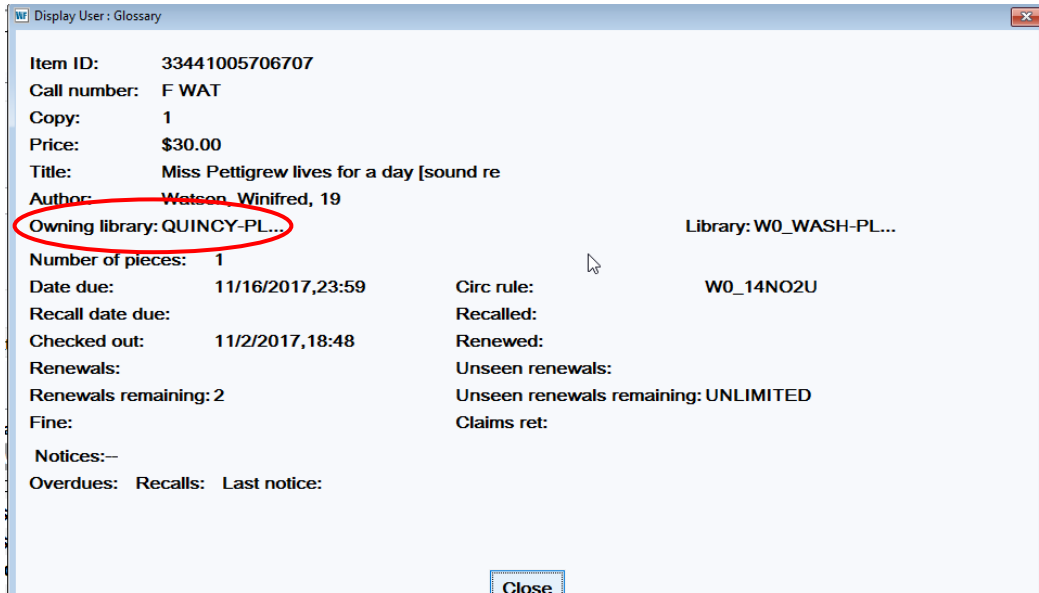 WF Display User : Glossary
Item ID: 33441005706707
Call number: F WAT
Copy: 1
Price: $30.00
Title: Miss Pettigrew lives for a day [sound re
Author: Watson, Winifred, 19
Owning library: QUINCY-PL... Library: W0_WASH-PL...
Number of pieces: 1
Date due: 11/16/2017,23:59 Circ rule: W0_14NO2U
Recall date due: Recalled:
Checked out: 11/2/2017,18:48 Renewed:
Renewals: Unseen renewals:
Renewals remaining: 2 Unseen renewals remaining: UNLIMITED
Fine: Claims ret:
Notices:--
Overdues: Recalls: Last notice:
Close